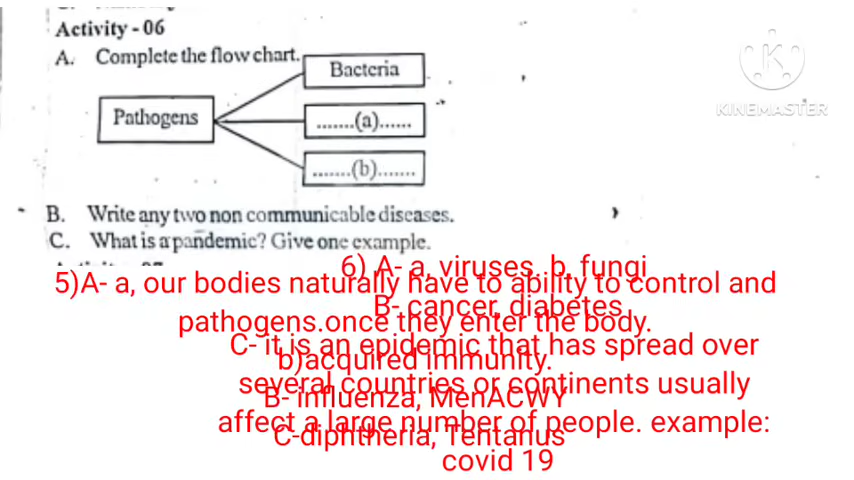 Activity - 06
A. Complete the flow chart.
Bacteria
Pathogens
.......(a)......
.......(b).......
B. Write any two non communicable diseases.
C. What is a pandemic? Give one example.
KINEMASTER
6) A- a, viruses, b, fungi
5)A- a, our bodies naturally have to ability to control and
B- cancer, diabetes
pathogens.once they enter the body.
C- it is an epidemic that has spread over
b)acquired immunity.
several countries or continents usually
B- influenza, MenACWY
affect a large number of people. example:
C-diphtheria, Tentanus
covid 19